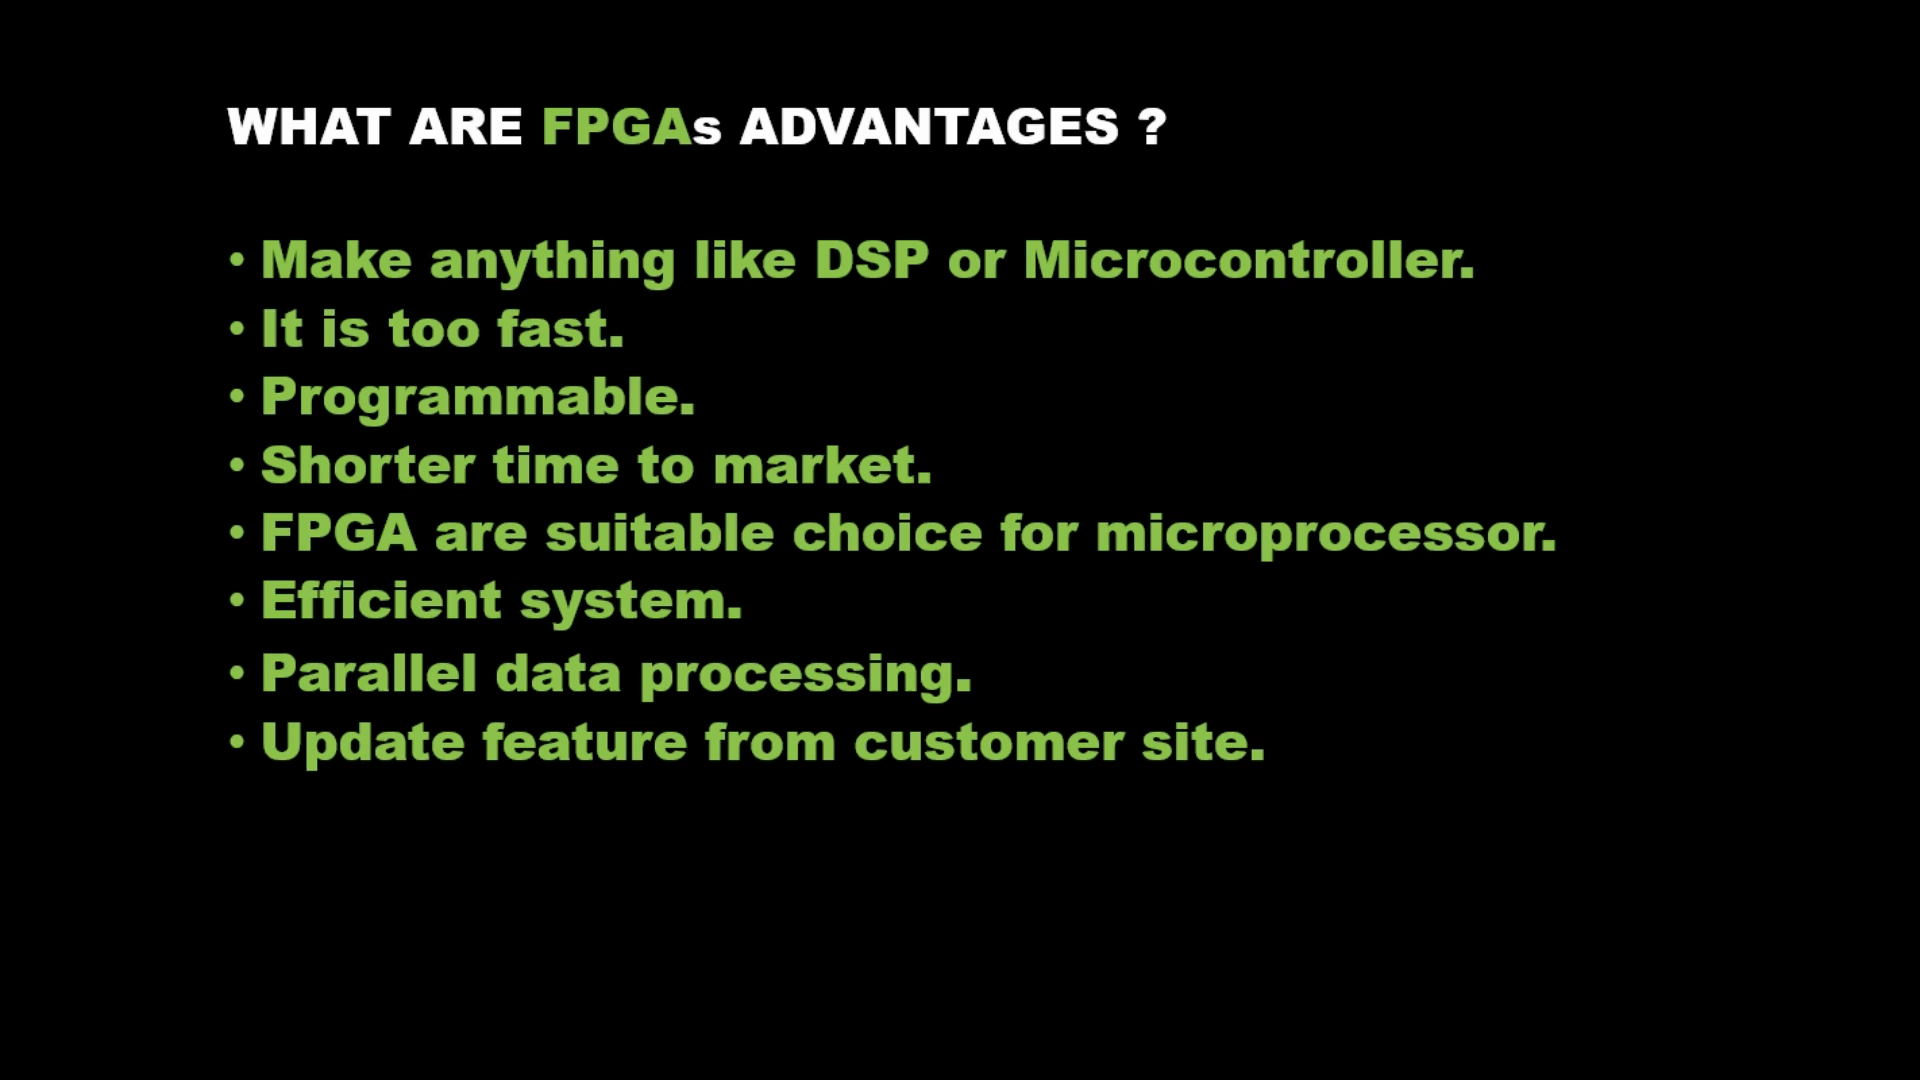 WHAT ARE FPGAs ADVANTAGES ?
• Make anything like DSP or Microcontroller.
• It is too fast.
• Programmable.
• Shorter time to market.
• FPGA are suitable choice for microprocessor.
• Efficient system.
• Parallel data processing.
• Update feature from customer site.